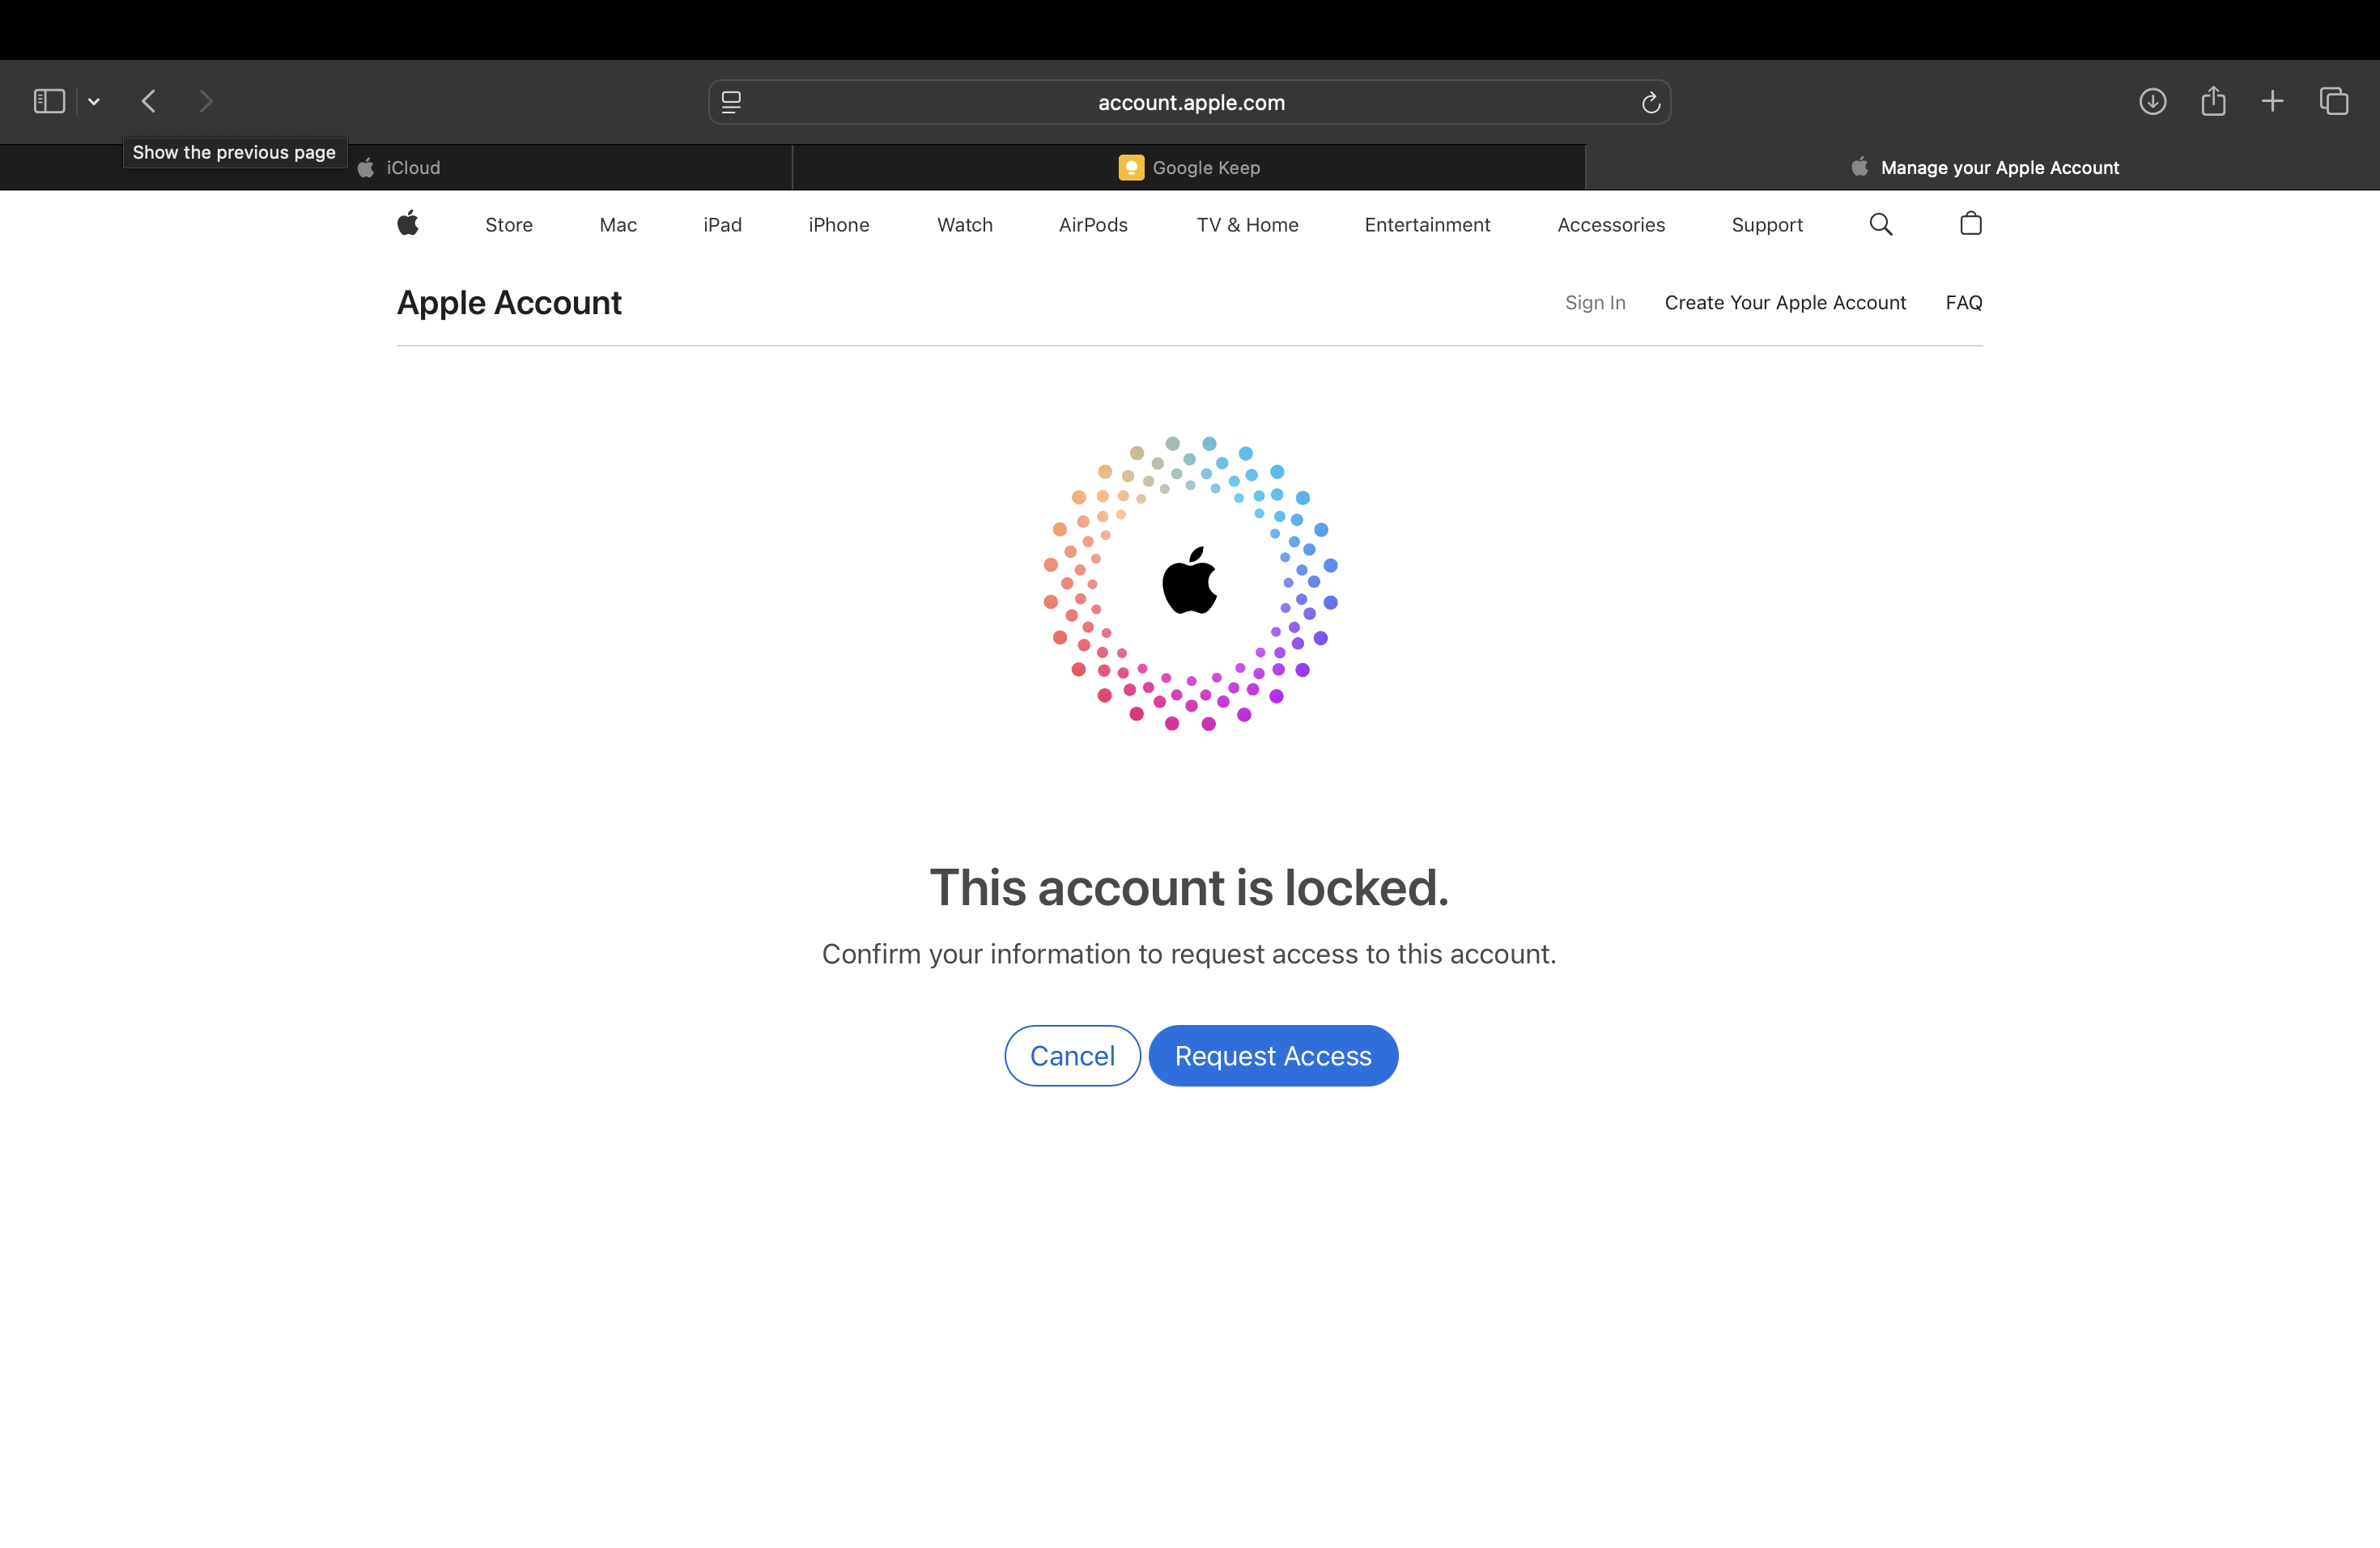 account.apple.com
Show the previous page
iCloud
Google Keep
Manage your Apple Account
Store Mac iPad iPhone Watch AirPods TV & Home Entertainment Accessories Support
Apple Account
Sign In Create Your Apple Account FAQ
This account is locked.
Confirm your information to request access to this account.
Cancel Request Access